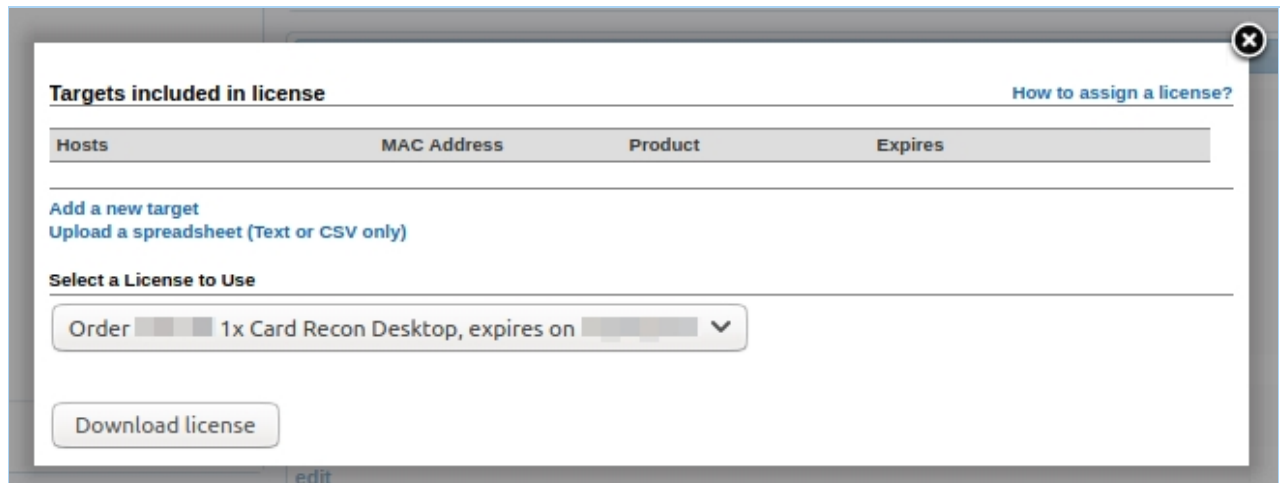 Targets included in license How to assign a license?
Hosts MAC Address Product Expires
Add a new target
Upload a spreadsheet (Text or CSV only)
Select a License to Use
Order 1x Card Recon Desktop, expires on
Download license
edit